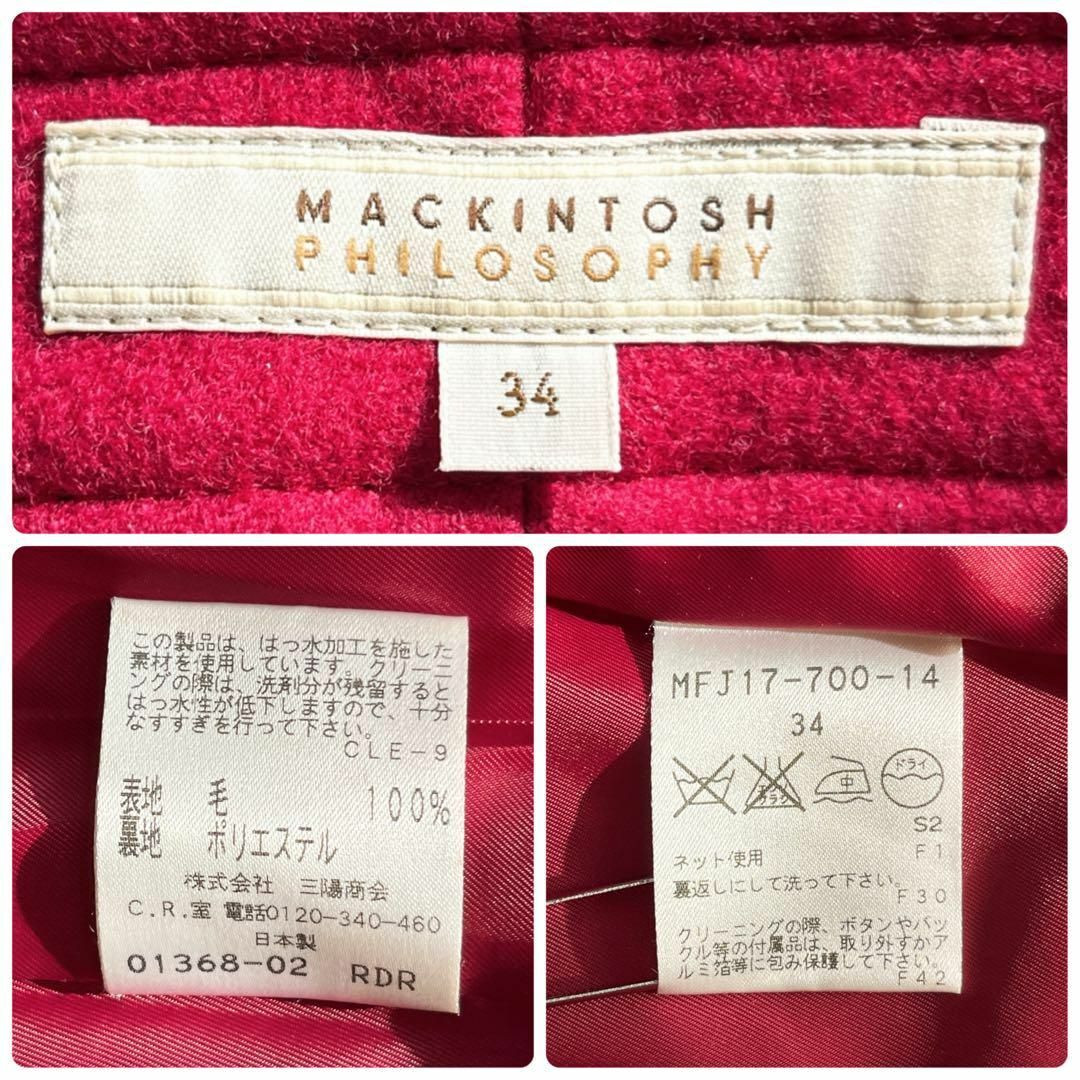 MACKINTOSH
PHILOSOPHY
34
この製品は、はっ水加工を施した
素材を使用しています。クリーニ
ングの際は、洗剤分が残留すると
はっ水性が低下しますので、十分
なすすぎを行って下さい。
CLE-9
表地 毛 100%
裏地 ポリエステル
株式会社 三陽商会
C.R.室 電話0120-340-460
日本製
01368-02 RDR
MFJ17-700-14
34
エンソ
クラシ
中
ドライ
S2
ネット使用 F1
裏返しにして洗って下さい。
F30
クリーニングの際、ボタンやバッ
クル等の付属品は、取り外すかア
ルミ箔等に包み保護して下さい。
F42